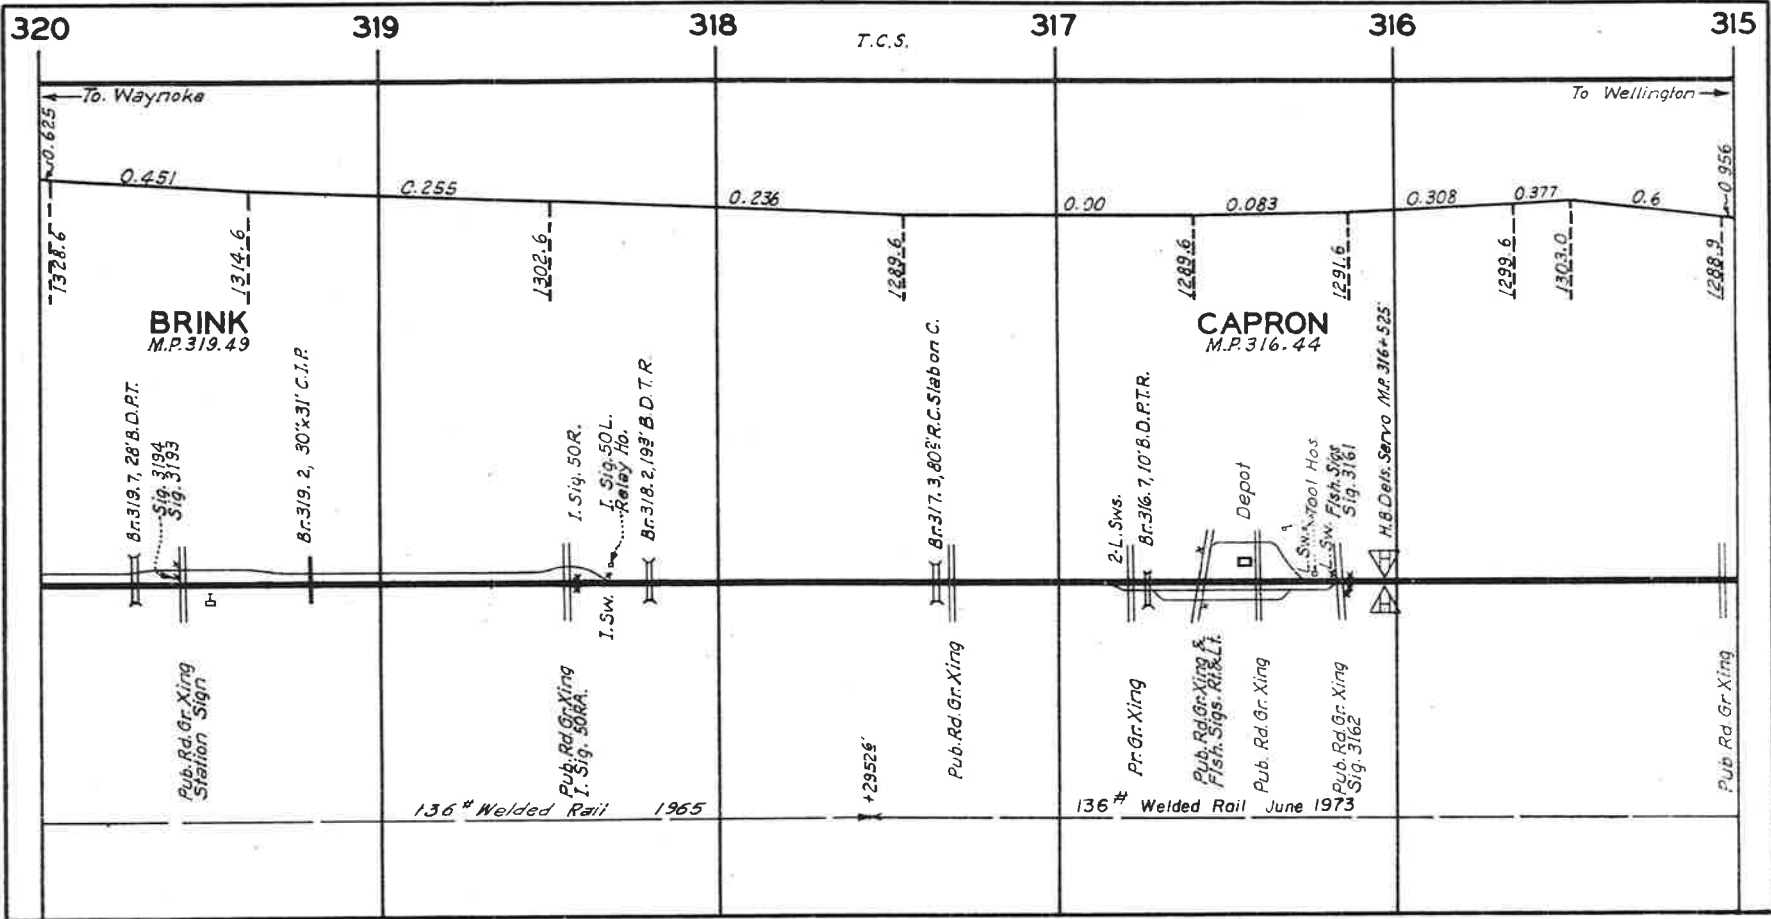 320 319 318 317 316 315
T.C.S.
To. Waynoka
To Wellington
0.625
0.451
0.255
0.236
0.00
0.083
0.308
0.377
0.6
0.956
1328.6
1314.6
1302.6
1289.6
1289.6
1291.6
1299.6
1303.0
1288.9
BRINK
M.P.319.49
CAPRON
M.P.316.44
Br.319.7, 28' B.D.P.T.
Sig. 3194
Sig. 3193
Br.319.2, 30"x31' C.I.P.
I. Sig. 50R.
I. Sig. 50L.
Relay Ho.
Br.318.2, 19 B.D.T.R.
I.Sw.
Br.317.3, 80 R.C.Slab on C.
2-L.Sws.
Br.316.7, 10' B.D.P.T.R.
Depot
L.Sw.
Tool Hos.
L.Sw. Flsh. Sigs
Sig. 3161
H.B.Dets. Servo M.P. 316+525'
Pub.Rd.Gr.Xing
Station Sign
Pub.Rd.Gr.Xing
I. Sig. 50RA.
Pub.Rd.Gr.Xing
Pr.Gr.Xing
Pub.Rd.Gr.Xing &
Flsh. Sigs. Rt.&Lt.
Pub. Rd.Gr. Xing
Pub.Rd.Gr. Xing
Sig. 3162
Pub Rd.Gr Xing
136# Welded Rail 1965
136# Welded Rail June 1973